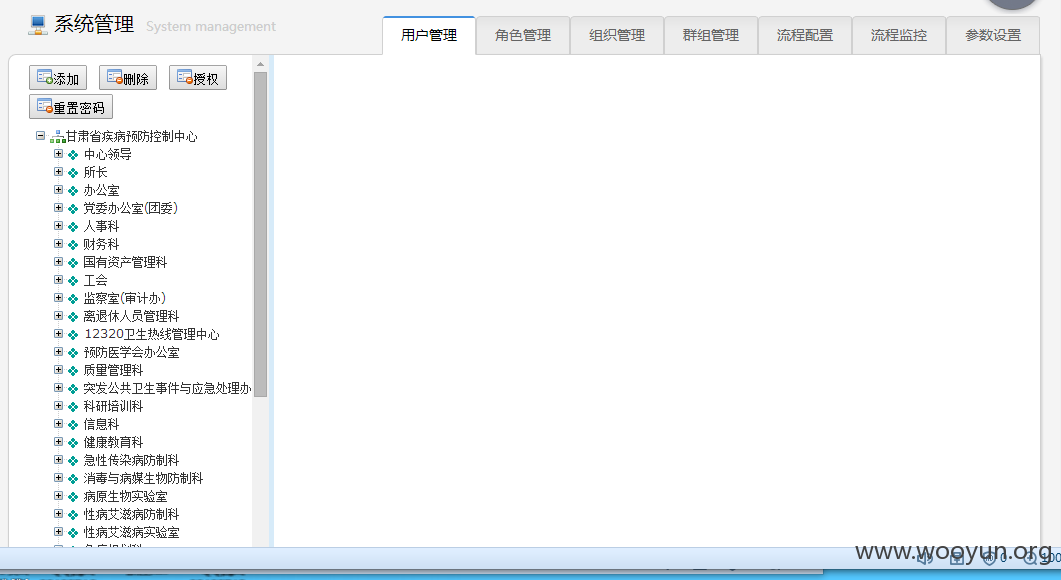 系统管理 System management
用户管理 角色管理 组织管理 群组管理 流程配置 流程监控 参数设置
添加 删除 授权
重置密码
甘肃省疾病预防控制中心
中心领导
所长
办公室
党委办公室(团委)
人事科
财务科
国有资产管理科
工会
监察室(审计办)
离退休人员管理科
12320卫生热线管理中心
预防医学会办公室
质量管理科
突发公共卫生事件与应急处理办
科研培训科
信息科
健康教育科
急性传染病防制科
消毒与病媒生物防制科
病原生物实验室
性病艾滋病防制科
性病艾滋病实验室
www.wooyun.org
0
100